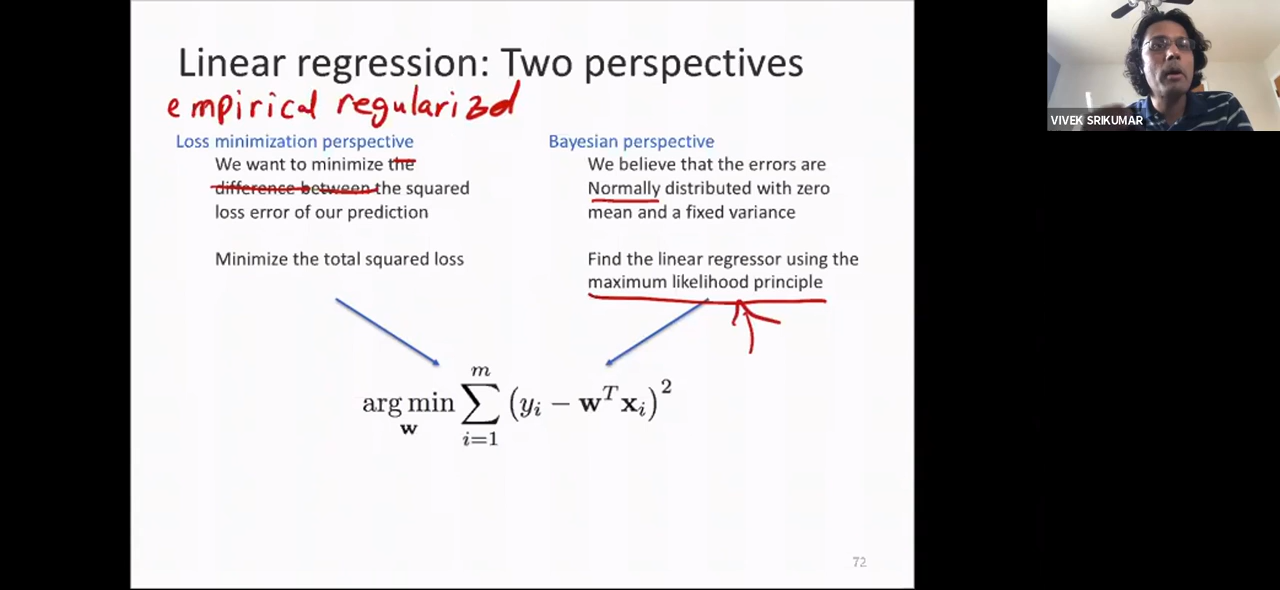 Linear regression: Two perspectives
empirical regularized
Loss minimization perspective
We want to minimize the
difference between the squared
loss error of our prediction
Minimize the total squared loss
Bayesian perspective
We believe that the errors are
Normally distributed with zero
mean and a fixed variance
Find the linear regressor using the
maximum likelihood principle
arg min_w ∑_{i=1}^{m} (y_i − w^T x_i)^2
72
VIVEK SRIKUMAR